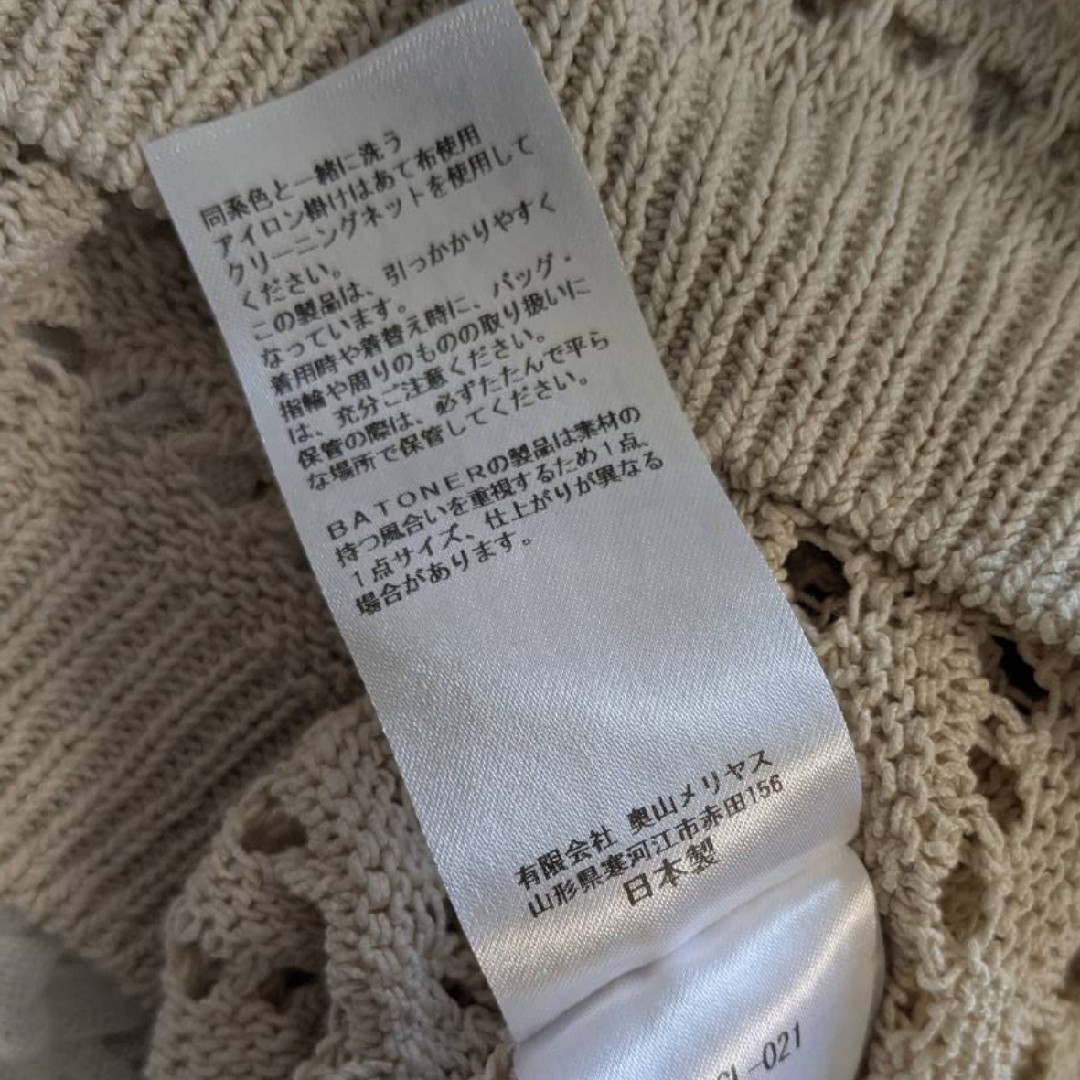 同系色と一緒に洗う
アイロン掛けはあて布使用
クリーニングネットを使用して
ください。
この製品は、引っかかりやすく
なっています。
着用時や着替え時に、バッグ・
指輪や周りのものの取り扱いに
は、充分ご注意ください。
保管の際は、必ずたたんで平ら
な場所で保管してください。
BATONERの製品は素材の
持つ風合いを重視するため1点、
1点サイズ、仕上がりが異なる
場合があります。
有限会社 奥山メリヤス
山形県寒河江市赤田156
日本製
-021